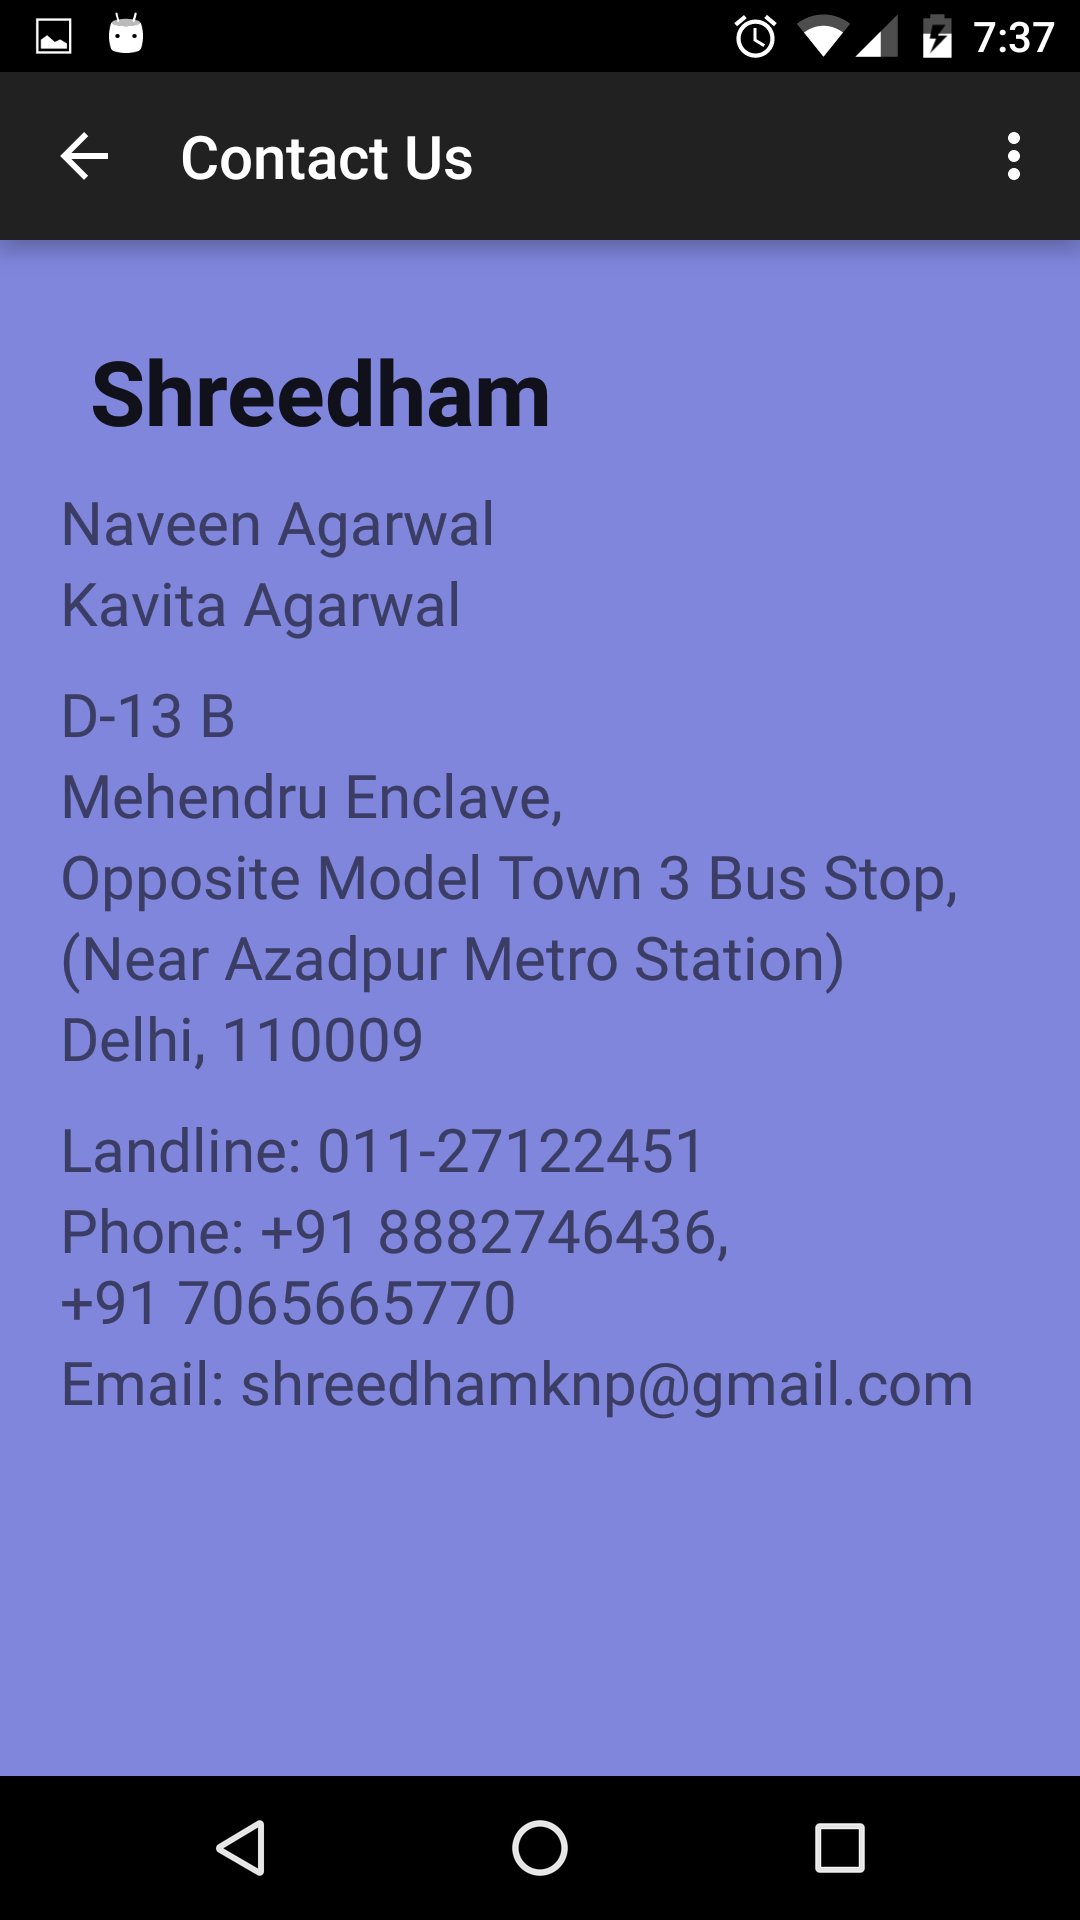 7:37
Contact Us
Shreedham
Naveen Agarwal
Kavita Agarwal
D-13 B
Mehendru Enclave,
Opposite Model Town 3 Bus Stop,
(Near Azadpur Metro Station)
Delhi, 110009
Landline: 011-27122451
Phone: +91 8882746436,
+91 7065665770
Email: shreedhamknp@gmail.com